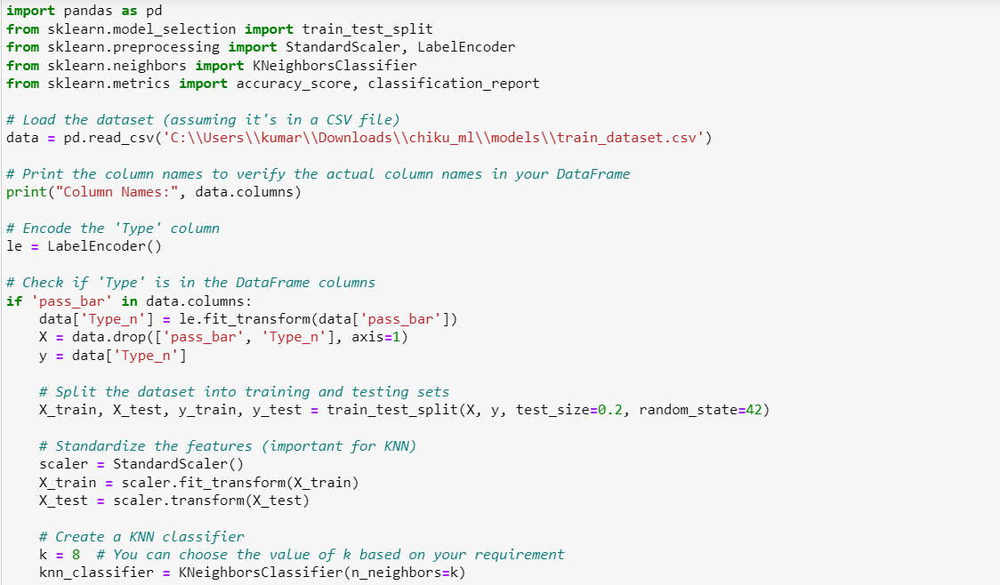 import pandas as pd
from sklearn.model_selection import train_test_split
from sklearn.preprocessing import StandardScaler, LabelEncoder
from sklearn.neighbors import KNeighborsClassifier
from sklearn.metrics import accuracy_score, classification_report

# Load the dataset (assuming it's in a CSV file)
data = pd.read_csv('C:\\Users\\kumar\\Downloads\\chiku_ml\\models\\train_dataset.csv')

# Print the column names to verify the actual column names in your DataFrame
print("Column Names:", data.columns)

# Encode the 'Type' column
le = LabelEncoder()

# Check if 'Type' is in the DataFrame columns
if 'pass_bar' in data.columns:
    data['Type_n'] = le.fit_transform(data['pass_bar'])
    X = data.drop(['pass_bar', 'Type_n'], axis=1)
    y = data['Type_n']

    # Split the dataset into training and testing sets
    X_train, X_test, y_train, y_test = train_test_split(X, y, test_size=0.2, random_state=42)

    # Standardize the features (important for KNN)
    scaler = StandardScaler()
    X_train = scaler.fit_transform(X_train)
    X_test = scaler.transform(X_test)

    # Create a KNN classifier
    k = 8  # You can choose the value of k based on your requirement
    knn_classifier = KNeighborsClassifier(n_neighbors=k)